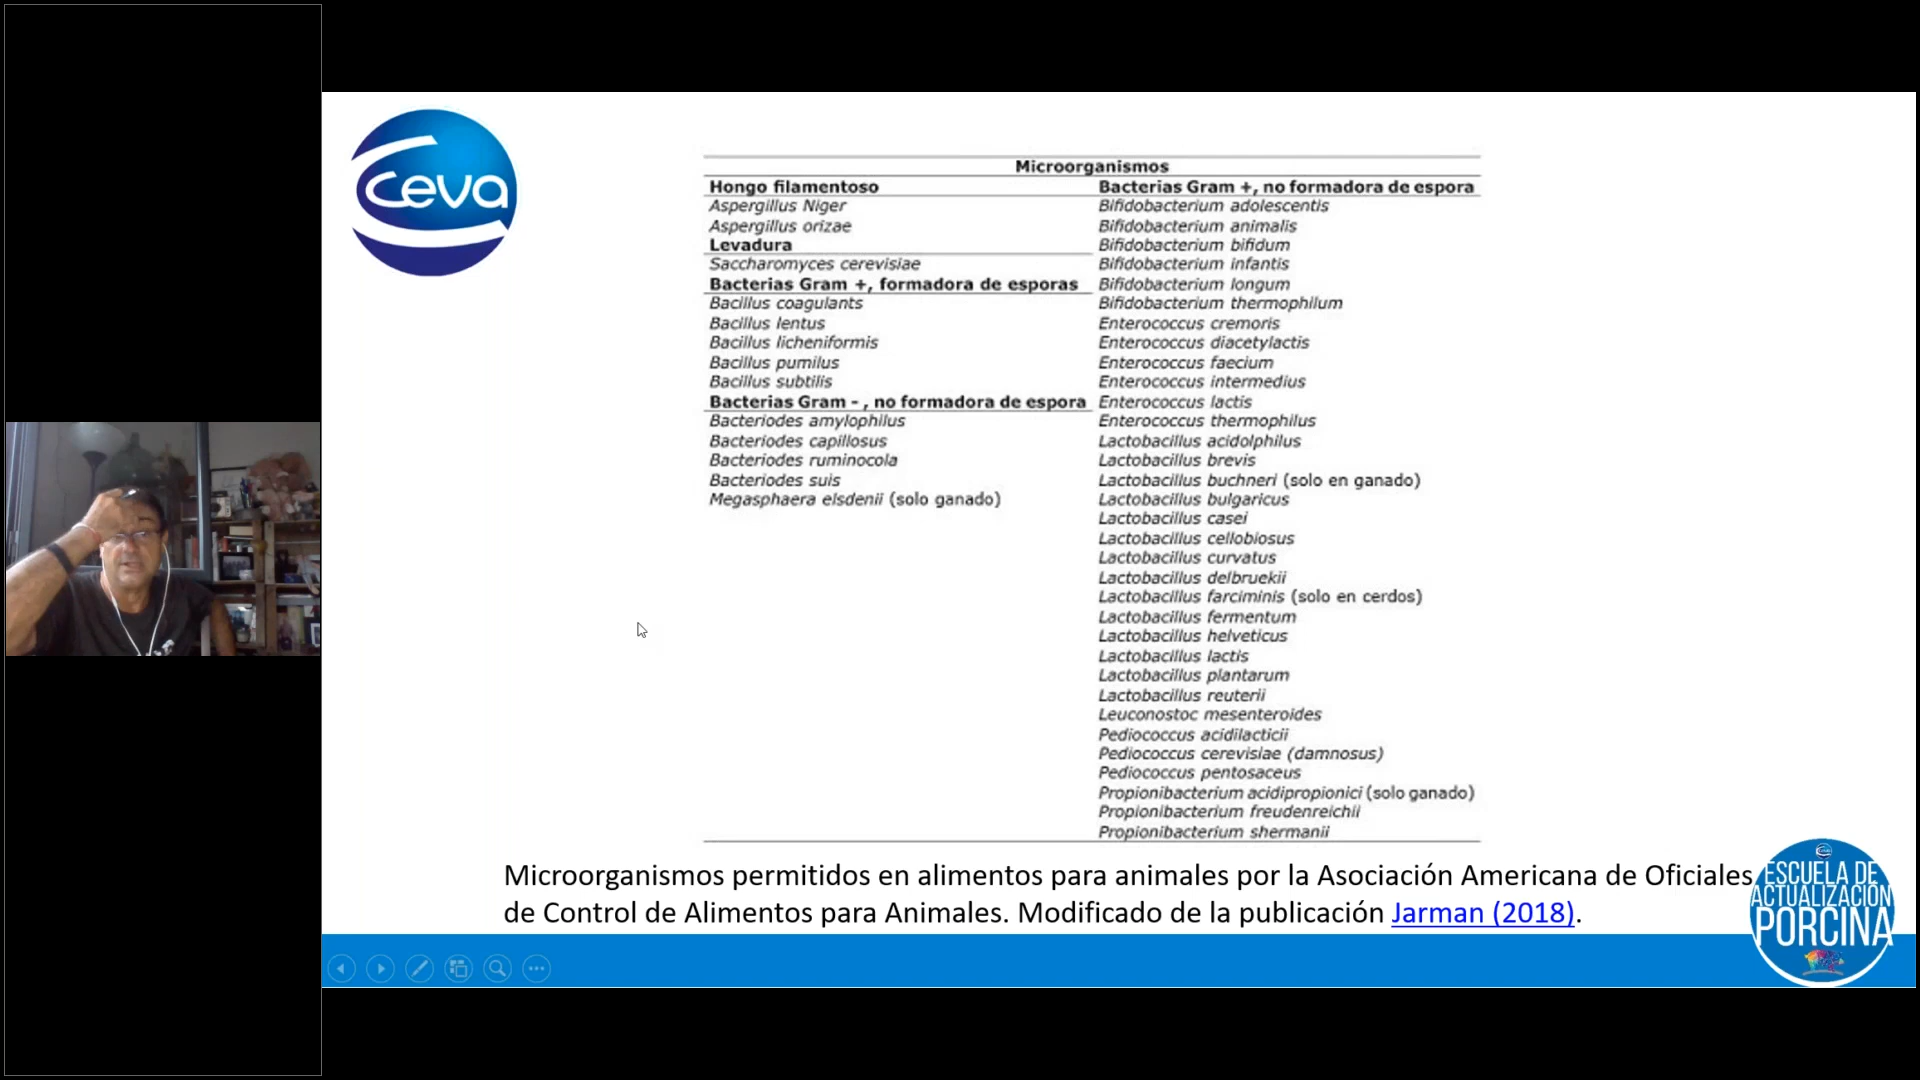 ceva
Microorganismos
Hongo filamentoso
Aspergillus Niger
Aspergillus orizae
Levadura
Saccharomyces cerevisiae
Bacterias Gram +, formadora de esporas
Bacillus coagulants
Bacillus lentus
Bacillus licheniformis
Bacillus pumilus
Bacillus subtilis
Bacterias Gram - , no formadora de espora
Bacteriodes amylophilus
Bacteriodes capillosus
Bacteriodes ruminocola
Bacteriodes suis
Megasphaera elsdenii (solo ganado)
Bacterias Gram +, no formadora de espora
Bifidobacterium adolescentis
Bifidobacterium animalis
Bifidobacterium bifidum
Bifidobacterium infantis
Bifidobacterium longum
Bifidobacterium thermophilum
Enterococcus cremoris
Enterococcus diacetylactis
Enterococcus faecium
Enterococcus intermedius
Enterococcus lactis
Enterococcus thermophilus
Lactobacillus acidolphilus
Lactobacillus brevis
Lactobacillus buchneri (solo en ganado)
Lactobacillus bulgaricus
Lactobacillus casei
Lactobacillus cellobiosus
Lactobacillus curvatus
Lactobacillus delbruekii
Lactobacillus farciminis (solo en cerdos)
Lactobacillus fermentum
Lactobacillus helveticus
Lactobacillus lactis
Lactobacillus plantarum
Lactobacillus reuterii
Leuconostoc mesenteroides
Pediococcus acidilacticii
Pediococcus cerevisiae (damnosus)
Pediococcus pentosaceus
Propionibacterium acidipropionici (solo ganado)
Propionibacterium freudenreichii
Propionibacterium shermanii
Microorganismos permitidos en alimentos para animales por la Asociación Americana de Oficiales
de Control de Alimentos para Animales. Modificado de la publicación Jarman (2018).
ESCUELA DE
ACTUALIZACIÓN
PORCINA